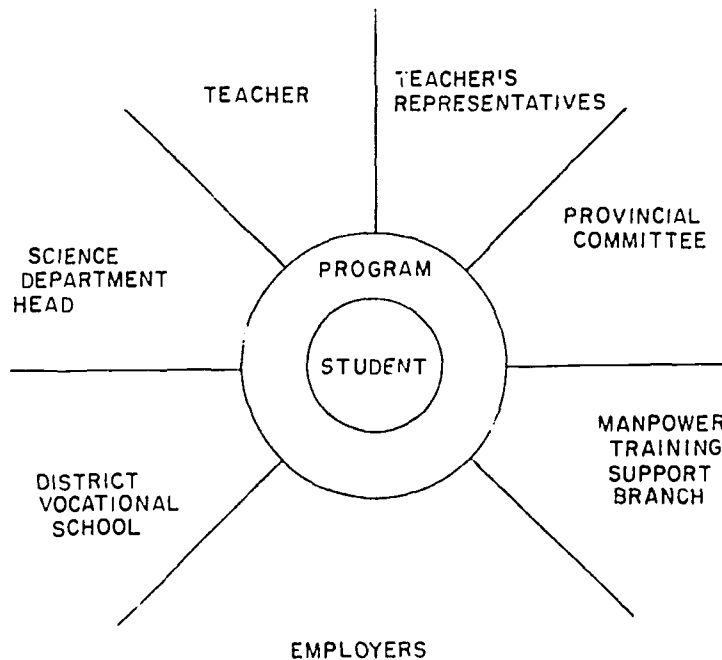 TEACHER
TEACHER'S
REPRESENTATIVES
PROVINCIAL
COMMITTEE
SCIENCE
DEPARTMENT
HEAD
PROGRAM
STUDENT
MANPOWER
TRAINING
SUPPORT
BRANCH
DISTRICT
VOCATIONAL
SCHOOL
EMPLOYERS